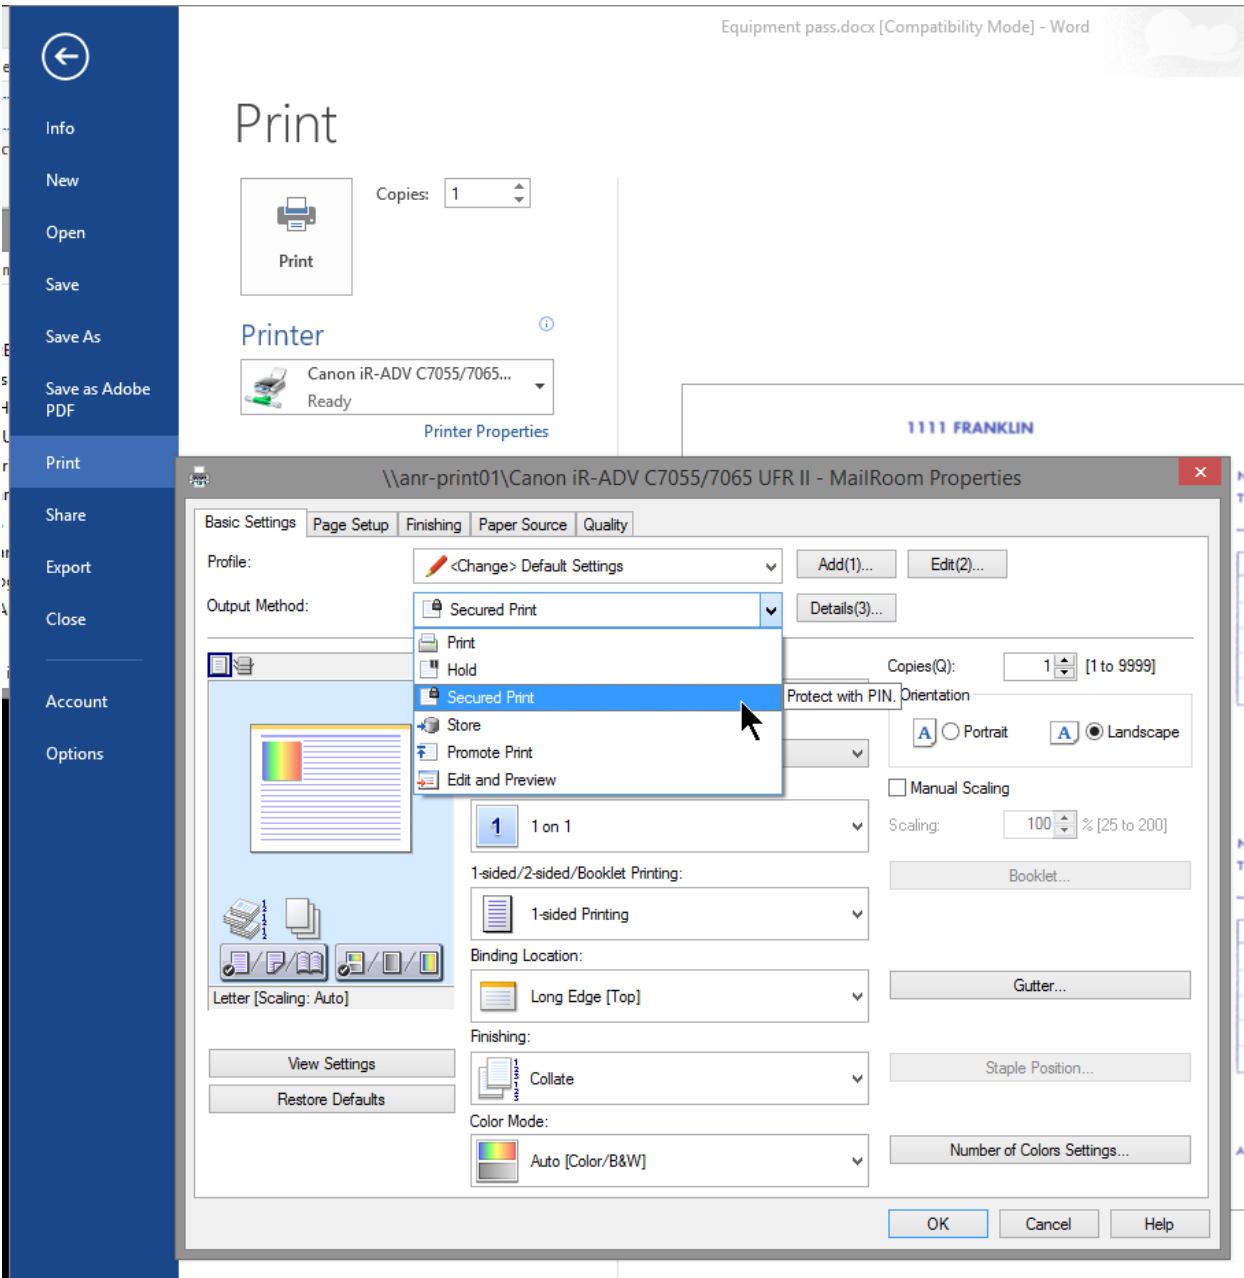 Equipment pass.docx [Compatibility Mode] - Word
Info
New
Open
Save
Save As
Save as Adobe
PDF
Print
Share
Export
Close
Account
Options
Print
Copies: 1
Print
Printer
Canon iR-ADV C7055/7065...
Ready
Printer Properties
1111 FRANKLIN
\\anr-print01\Canon iR-ADV C7055/7065 UFR II - MailRoom Properties
Basic Settings Page Setup Finishing Paper Source Quality
Profile: <Change> Default Settings Add(1)... Edit(2)...
Output Method: Secured Print Details(3)...
Print
Hold
Secured Print
Store
Promote Print
Edit and Preview
Protect with PIN.
Copies(Q): 1 [1 to 9999]
Orientation
A Portrait A Landscape
Manual Scaling
Scaling: 100 % [25 to 200]
1 1 on 1
Booklet...
1-sided/2-sided/Booklet Printing:
1-sided Printing
Binding Location:
Long Edge [Top]
Gutter...
Letter [Scaling: Auto]
Finishing:
Collate
Staple Position...
View Settings
Restore Defaults
Color Mode:
Auto [Color/B&W]
Number of Colors Settings...
OK Cancel Help